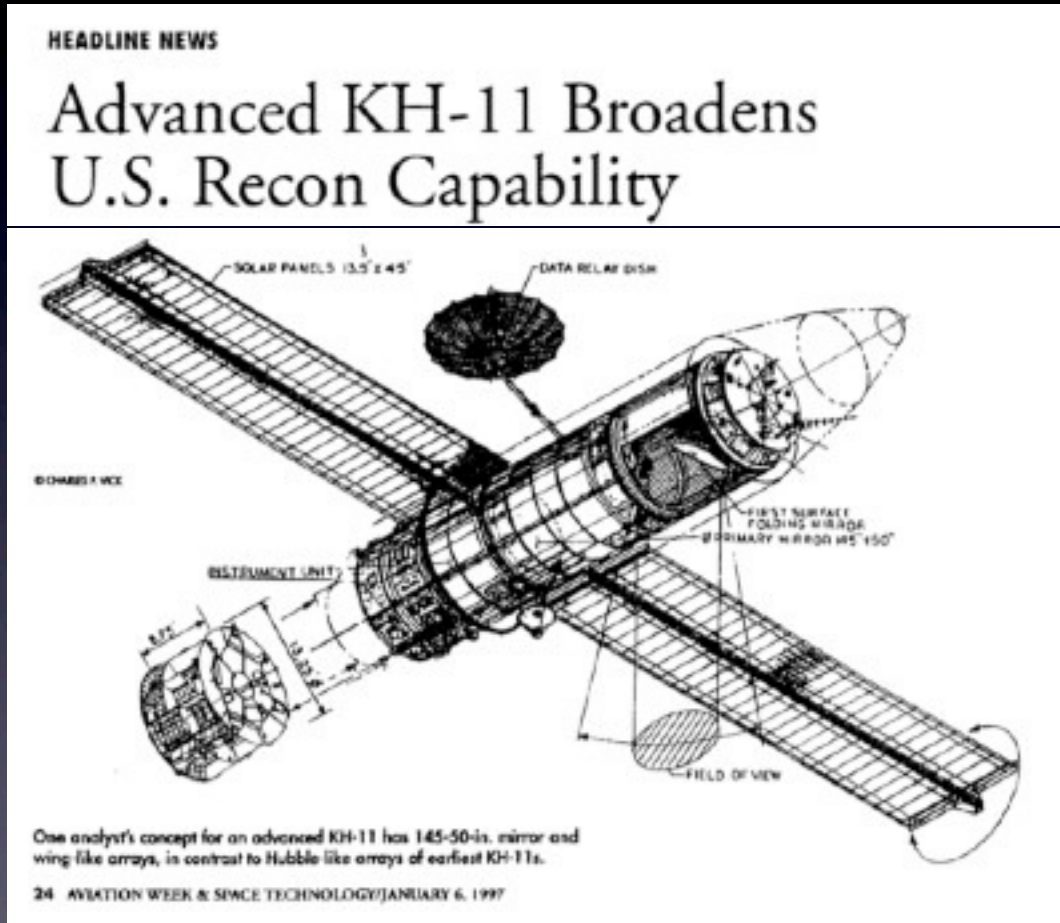 HEADLINE NEWS
Advanced KH-11 Broadens
U.S. Recon Capability
SOLAR PANELS 13.5' x 45'
DATA RELAY DISH
© CHARLES P. VICK
FIRST SURFACE
FOLDING MIRROR
PRIMARY MIRROR
INSTRUMENT UNIT
FIELD OF VIEW
One analyst's concept for an advanced KH-11 has 145-50-in. mirror and
wing-like arrays, in contrast to Hubble-like arrays of earliest KH-11s.
24 AVIATION WEEK & SPACE TECHNOLOGY/JANUARY 6, 1997